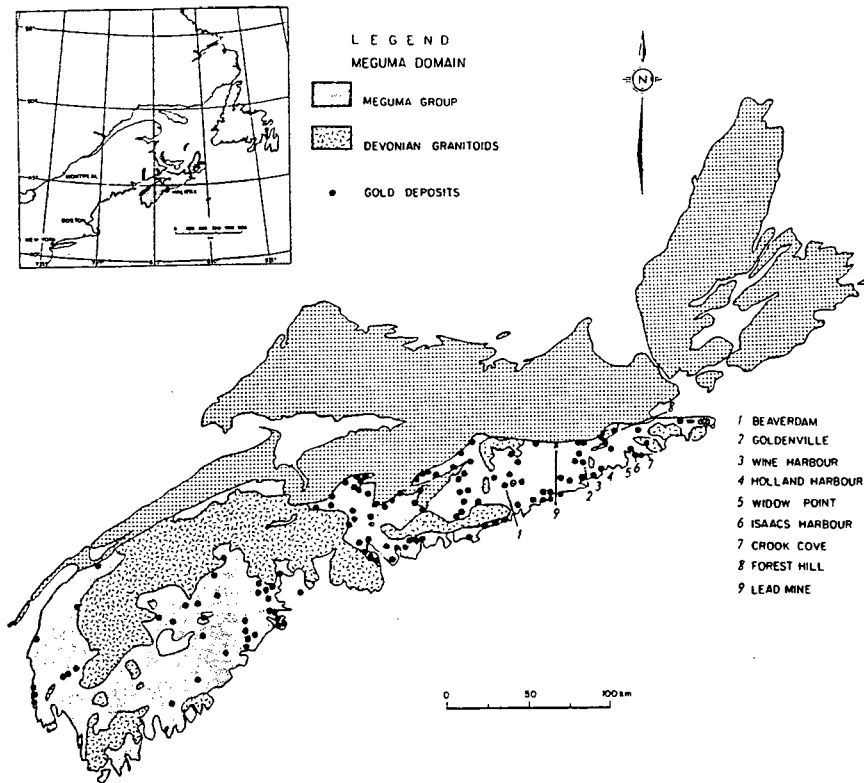 LEGEND
MEGUMA DOMAIN
MEGUMA GROUP
DEVONIAN GRANITOIDS
GOLD DEPOSITS
N
MONTREAL
BOSTON
NEW YORK
HALIFAX
1 BEAVERDAM
2 GOLDENVILLE
3 WINE HARBOUR
4 HOLLAND HARBOUR
5 WIDOW POINT
6 ISAACS HARBOUR
7 CROOK COVE
8 FOREST HILL
9 LEAD MINE
8
7
6
5
4
3
2
9
1
0 50 100 km